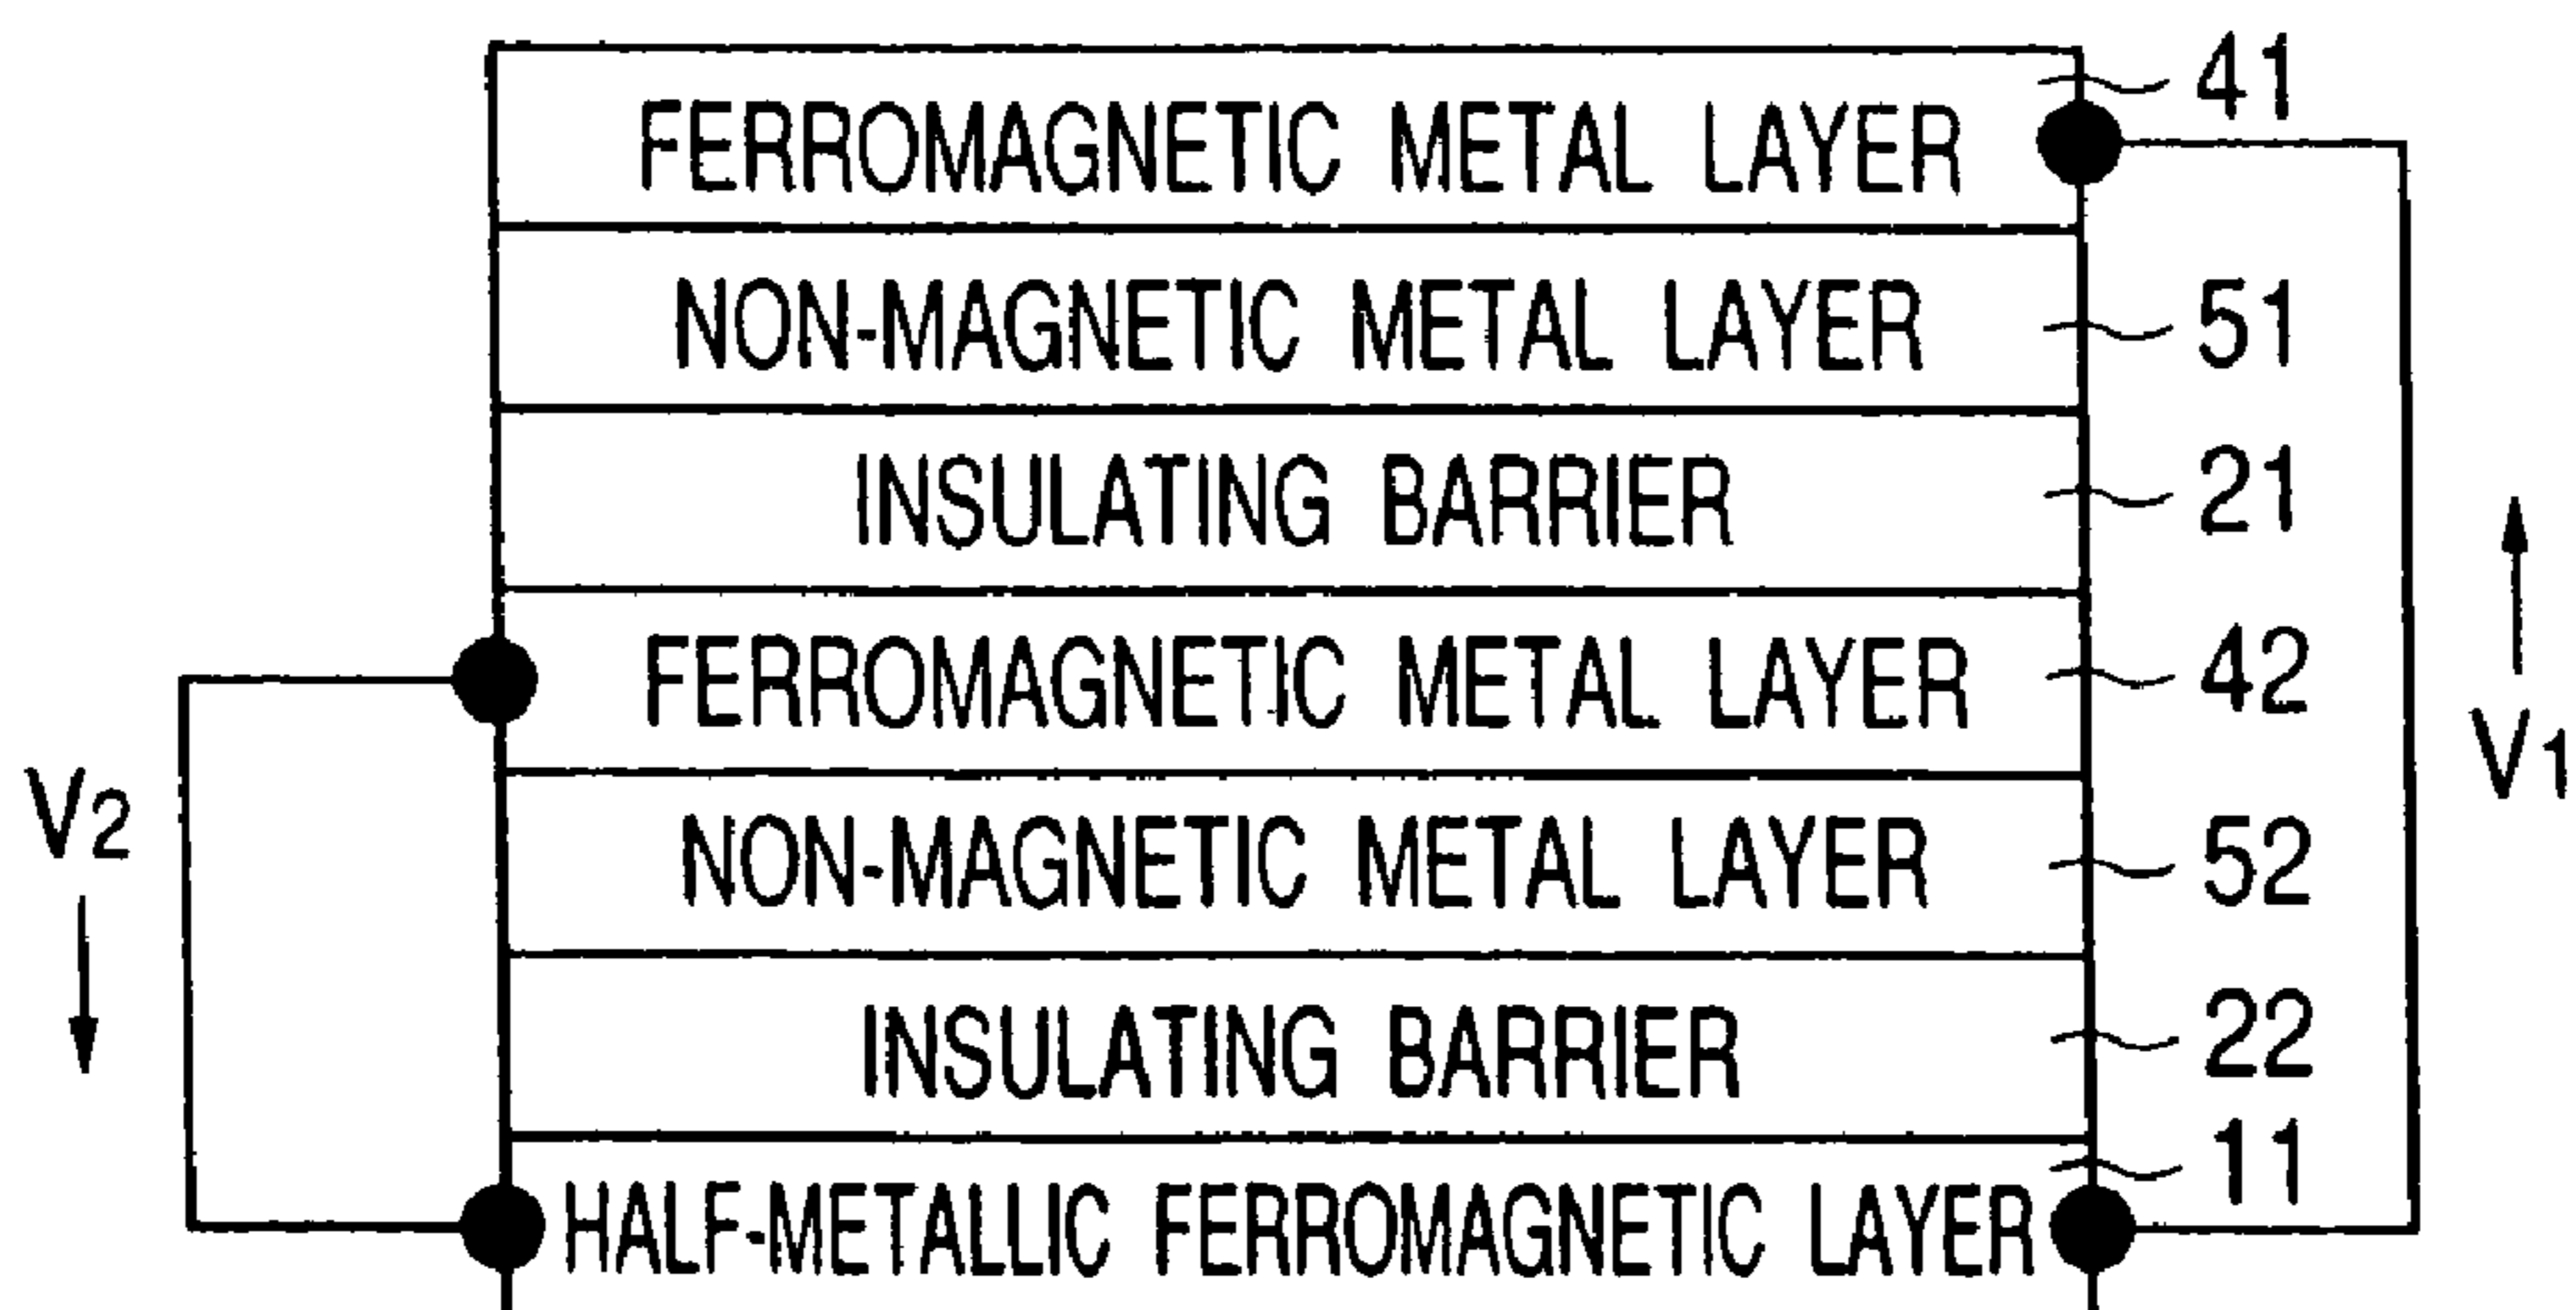 FERROMAGNETIC METAL LAYER 41
NON-MAGNETIC METAL LAYER 51
INSULATING BARRIER 21
FERROMAGNETIC METAL LAYER 42
V1
V2
NON-MAGNETIC METAL LAYER 52
INSULATING BARRIER 22
HALF-METALLIC FERROMAGNETIC LAYER 11